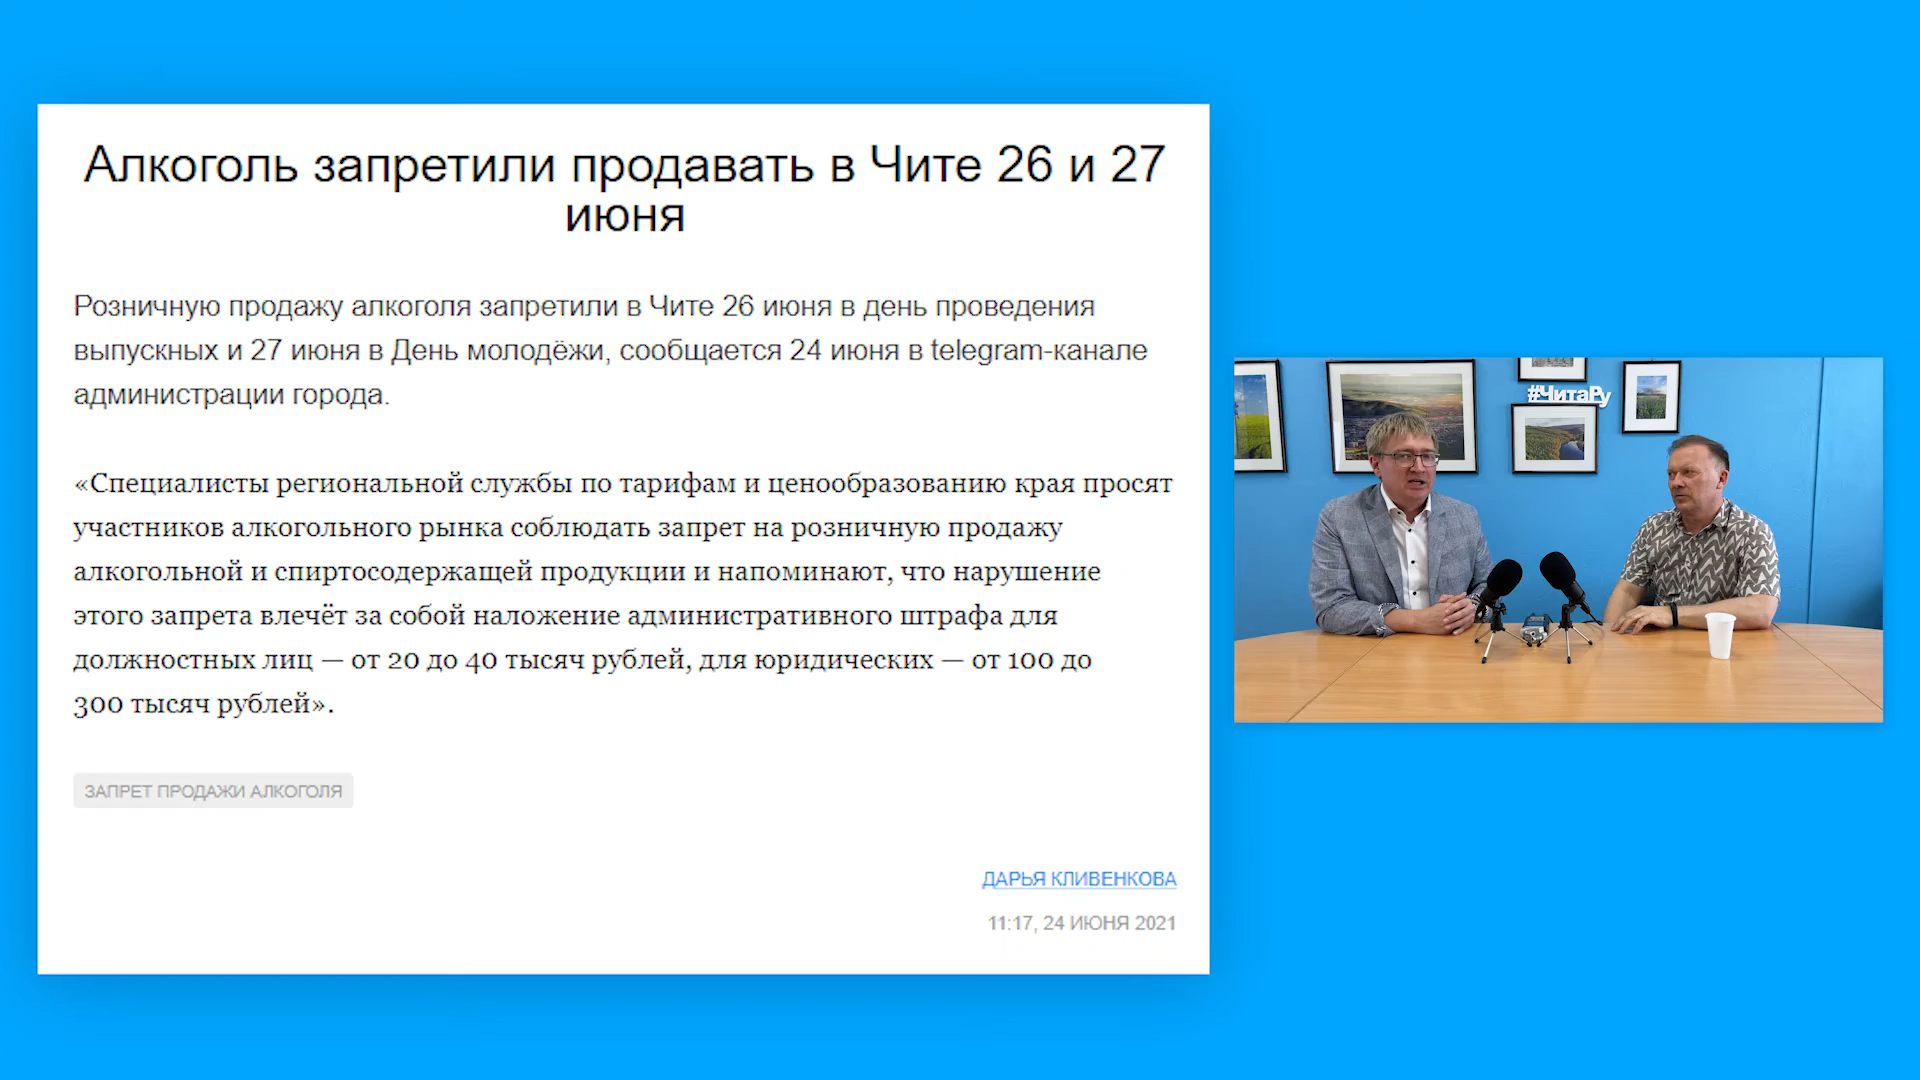 Алкоголь запретили продавать в Чите 26 и 27
июня
Розничную продажу алкоголя запретили в Чите 26 июня в день проведения
выпускных и 27 июня в День молодёжи, сообщается 24 июня в telegram-канале
администрации города.
«Специалисты региональной службы по тарифам и ценообразованию края просят
участников алкогольного рынка соблюдать запрет на розничную продажу
алкогольной и спиртосодержащей продукции и напоминают, что нарушение
этого запрета влечёт за собой наложение административного штрафа для
должностных лиц — от 20 до 40 тысяч рублей, для юридических — от 100 до
300 тысяч рублей».
ЗАПРЕТ ПРОДАЖИ АЛКОГОЛЯ
ДАРЬЯ КЛИВЕНКОВА
11:17, 24 ИЮНЯ 2021
#ЧитаРу